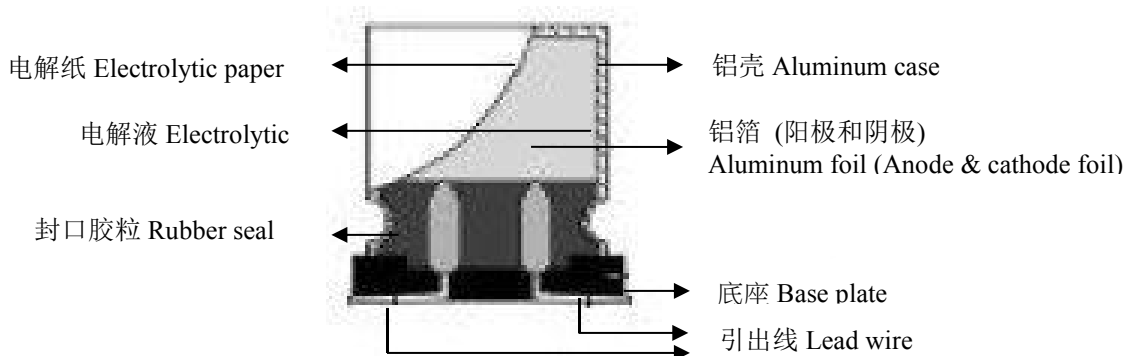 电解纸 Electrolytic paper
铝壳 Aluminum case
电解液 Electrolytic
铝箔 (阳极和阴极)
Aluminum foil (Anode & cathode foil)
封口胶粒 Rubber seal
底座 Base plate
引出线 Lead wire